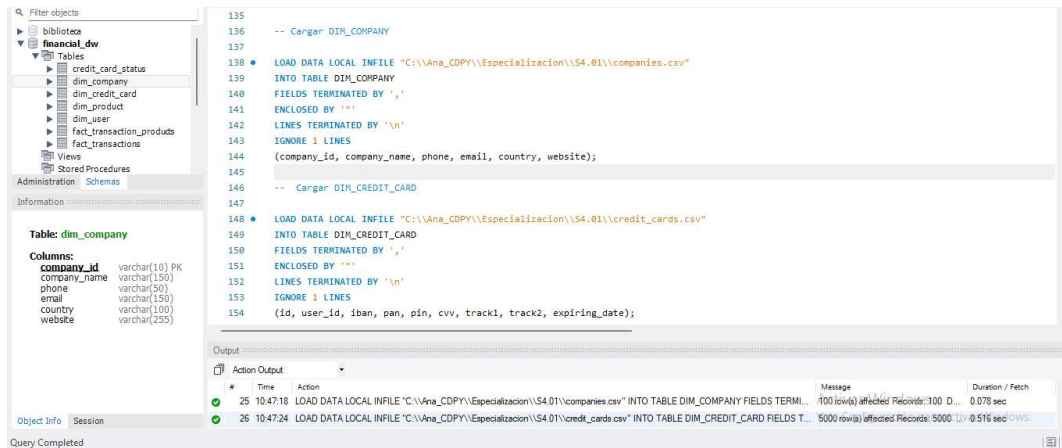 Filter objects
biblioteca
financial_dw
Tables
credit_card_status
dim_company
dim_credit_card
dim_product
dim_user
fact_transaction_products
fact_transactions
Views
Stored Procedures
Administration Schemas
Information
Table: dim_company
Columns:
company_id varchar(10) PK
company_name varchar(150)
phone varchar(50)
email varchar(150)
country varchar(100)
website varchar(255)
Object Info Session
Query Completed
135
136 -- Cargar DIM_COMPANY
137
138 LOAD DATA LOCAL INFILE "C:\\Ana_CDPY\\Especializacion\\S4.01\\companies.csv"
139 INTO TABLE DIM_COMPANY
140 FIELDS TERMINATED BY ','
141 ENCLOSED BY '"'
142 LINES TERMINATED BY '\n'
143 IGNORE 1 LINES
144 (company_id, company_name, phone, email, country, website);
145
146 -- Cargar DIM_CREDIT_CARD
147
148 LOAD DATA LOCAL INFILE "C:\\Ana_CDPY\\Especializacion\\S4.01\\credit_cards.csv"
149 INTO TABLE DIM_CREDIT_CARD
150 FIELDS TERMINATED BY ','
151 ENCLOSED BY '"'
152 LINES TERMINATED BY '\n'
153 IGNORE 1 LINES
154 (id, user_id, iban, pan, pin, cvv, track1, track2, expiring_date);
Output
Action Output
# Time Action Message Duration / Fetch
25 10:47:18 LOAD DATA LOCAL INFILE "C:\\Ana_CDPY\\Especializacion\\S4.01\\companies.csv" INTO TABLE DIM_COMPANY FIELDS TERMI... 100 row(s) affected Records: 100 D... 0.078 sec
26 10:47:24 LOAD DATA LOCAL INFILE "C:\\Ana_CDPY\\Especializacion\\S4.01\\credit_cards.csv" INTO TABLE DIM_CREDIT_CARD FIELDS T... 5000 row(s) affected Records: 5000 ... 0.516 sec